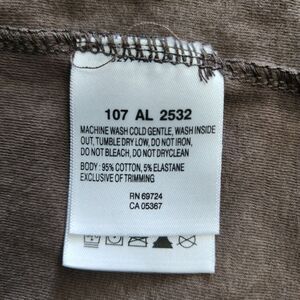 107 AL 2532
MACHINE WASH COLD GENTLE, WASH INSIDE
OUT, TUMBLE DRY LOW, DO NOT IRON,
DO NOT BLEACH, DO NOT DRYCLEAN
BODY : 95% COTTON, 5% ELASTANE
EXCLUSIVE OF TRIMMING
RN 69724
CA 05367